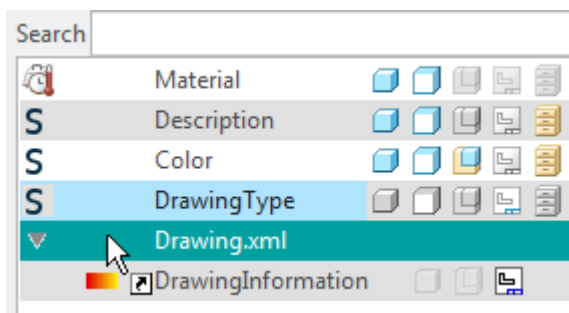 Search
Material
S Description
S Color
S DrawingType
Drawing.xml
DrawingInformation